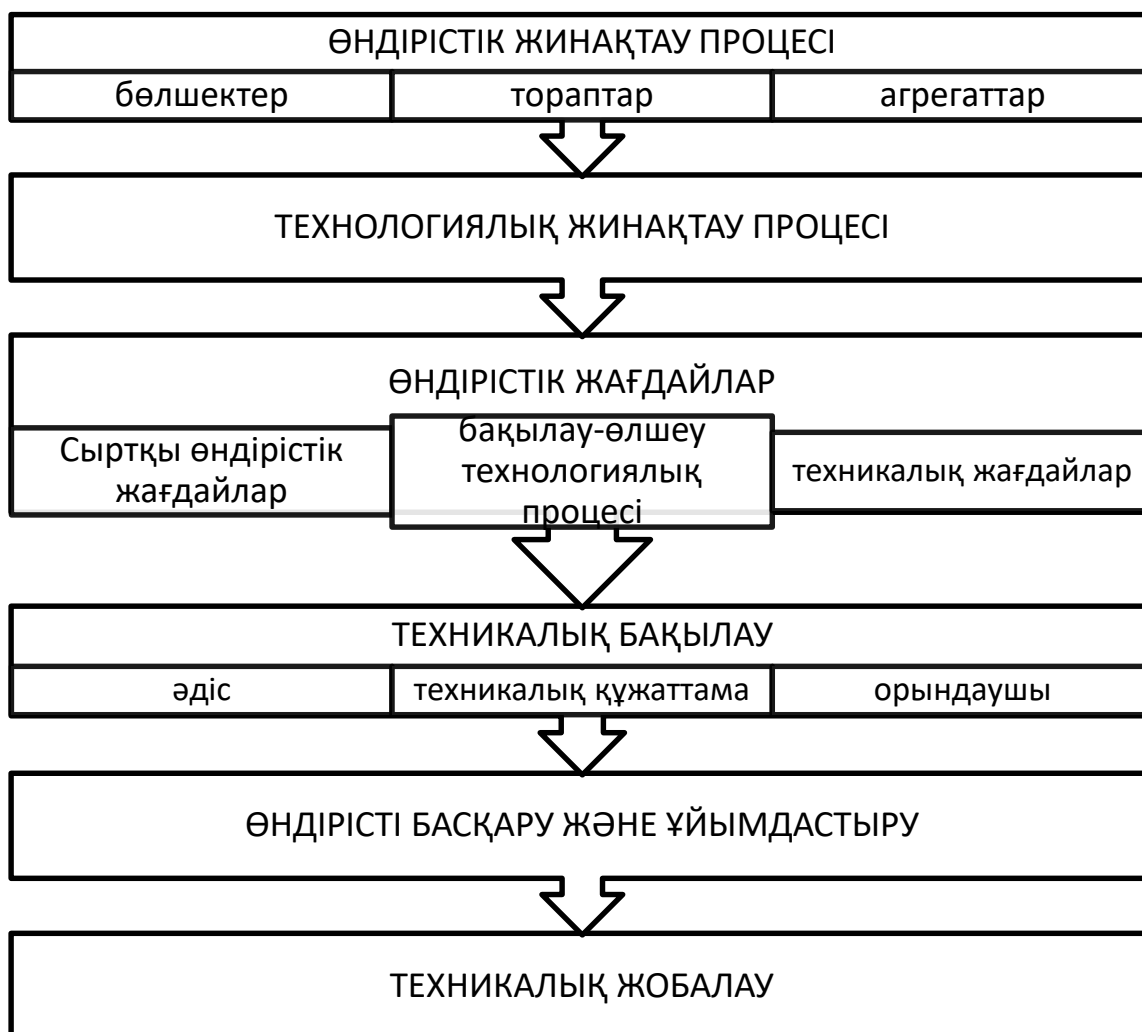 ӨНДІРІСТІК ЖИНАҚТАУ ПРОЦЕСІ
бөлшектер тораптар агрегаттар
ТЕХНОЛОГИЯЛЫҚ ЖИНАҚТАУ ПРОЦЕСІ
ӨНДІРІСТІК ЖАҒДАЙЛАР
Сыртқы өндірістік
жағдайлар
бақылау-өлшеу
технологиялық
процесі
техникалық жағдайлар
ТЕХНИКАЛЫҚ БАҚЫЛАУ
әдіс техникалық құжаттама орындаушы
ӨНДІРІСТІ БАСҚАРУ ЖӘНЕ ҰЙЫМДАСТЫРУ
ТЕХНИКАЛЫҚ ЖОБАЛАУ